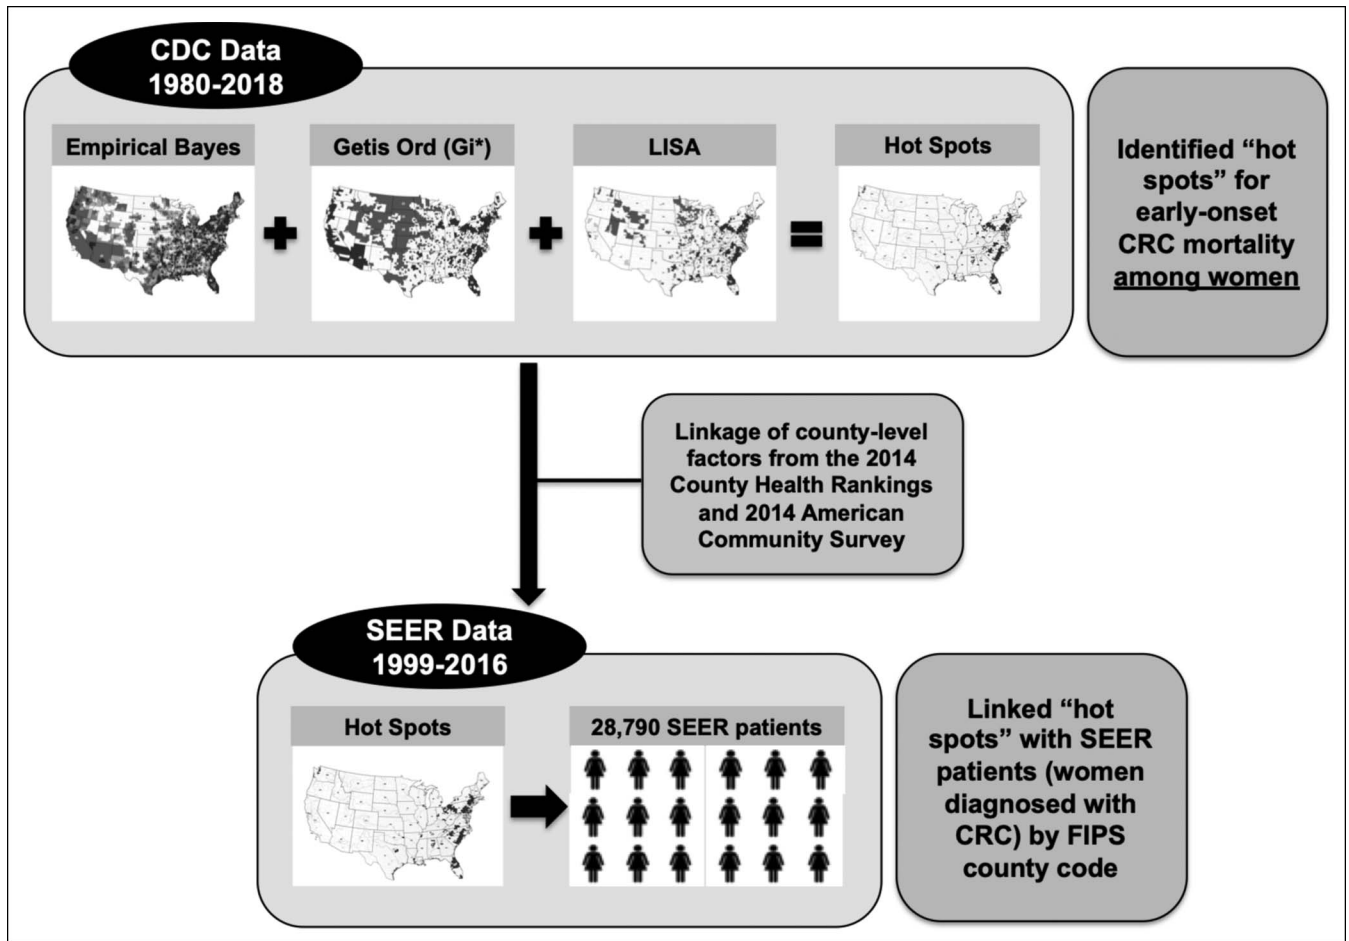 CDC Data
1980-2018
Empirical Bayes
Getis Ord (Gi*)
LISA
Hot Spots
Identified “hot
spots” for
early-onset
CRC mortality
among women
Linkage of county-level
factors from the 2014
County Health Rankings
and 2014 American
Community Survey
SEER Data
1999-2016
Hot Spots
28,790 SEER patients
Linked “hot
spots” with SEER
patients (women
diagnosed with
CRC) by FIPS
county code